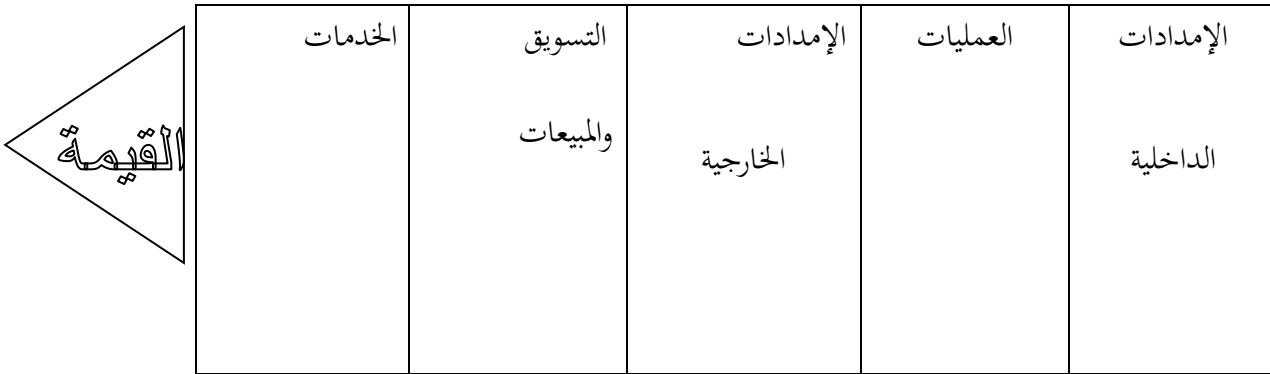 الإمدادات
الداخلية
العمليات
الإمدادات
الخارجية
التسويق
والمبيعات
الخدمات
القيمة